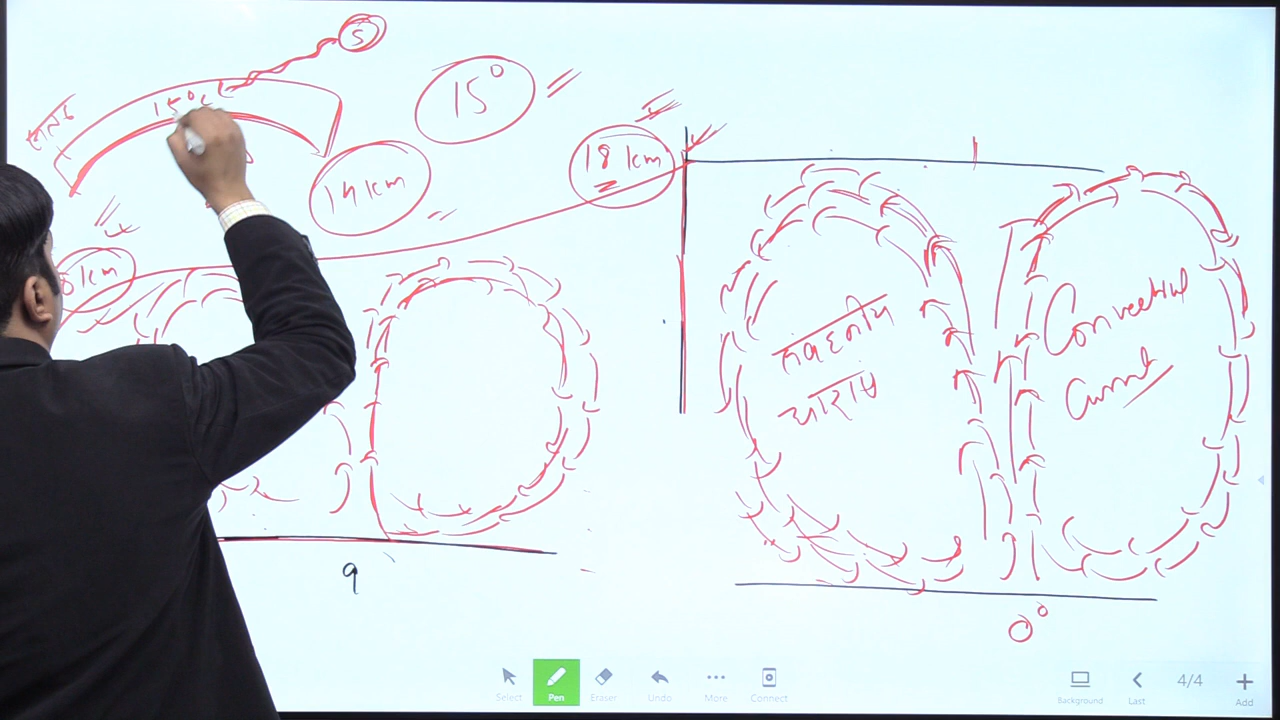 S
15°C
15°
14 km
18 km
8 km
संवहनीय
धाराएं
Convectional
Current
9
0°
Select
Pen
Eraser
Undo
More
Connect
Background
Last
4/4
Add